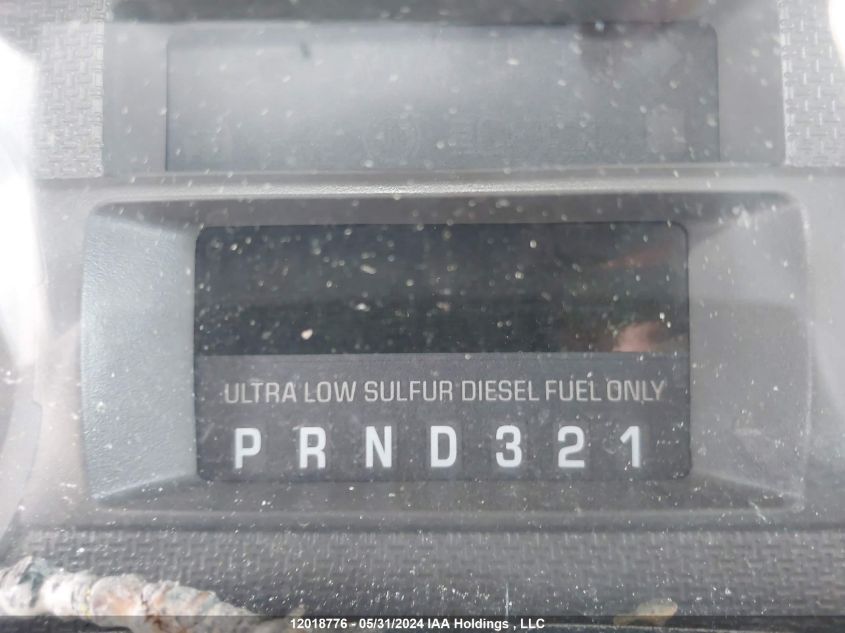 ULTRA LOW SULFUR DIESEL FUEL ONLY
P R N D 3 2 1
12018776 - 05/31/2024 IAA Holdings , LLC